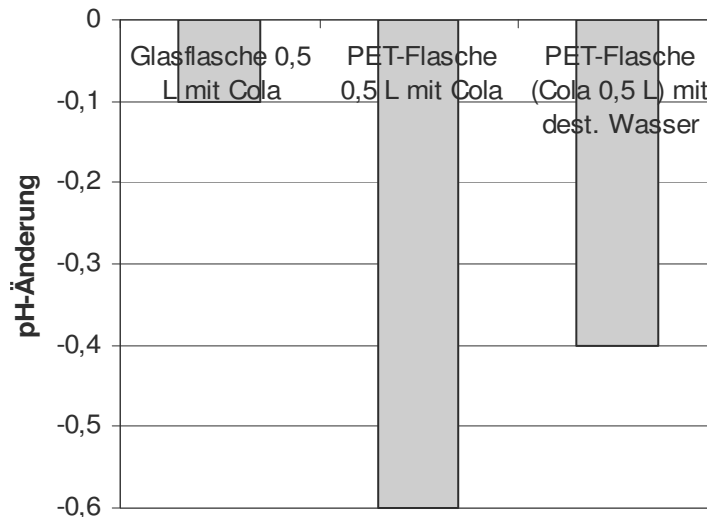 0
Glasflasche 0,5
L mit Cola
PET-Flasche
0,5 L mit Cola
PET-Flasche
(Cola 0,5 L) mit
dest. Wasser
-0,1
-0,2
-0,3
-0,4
-0,5
-0,6
pH-Änderung